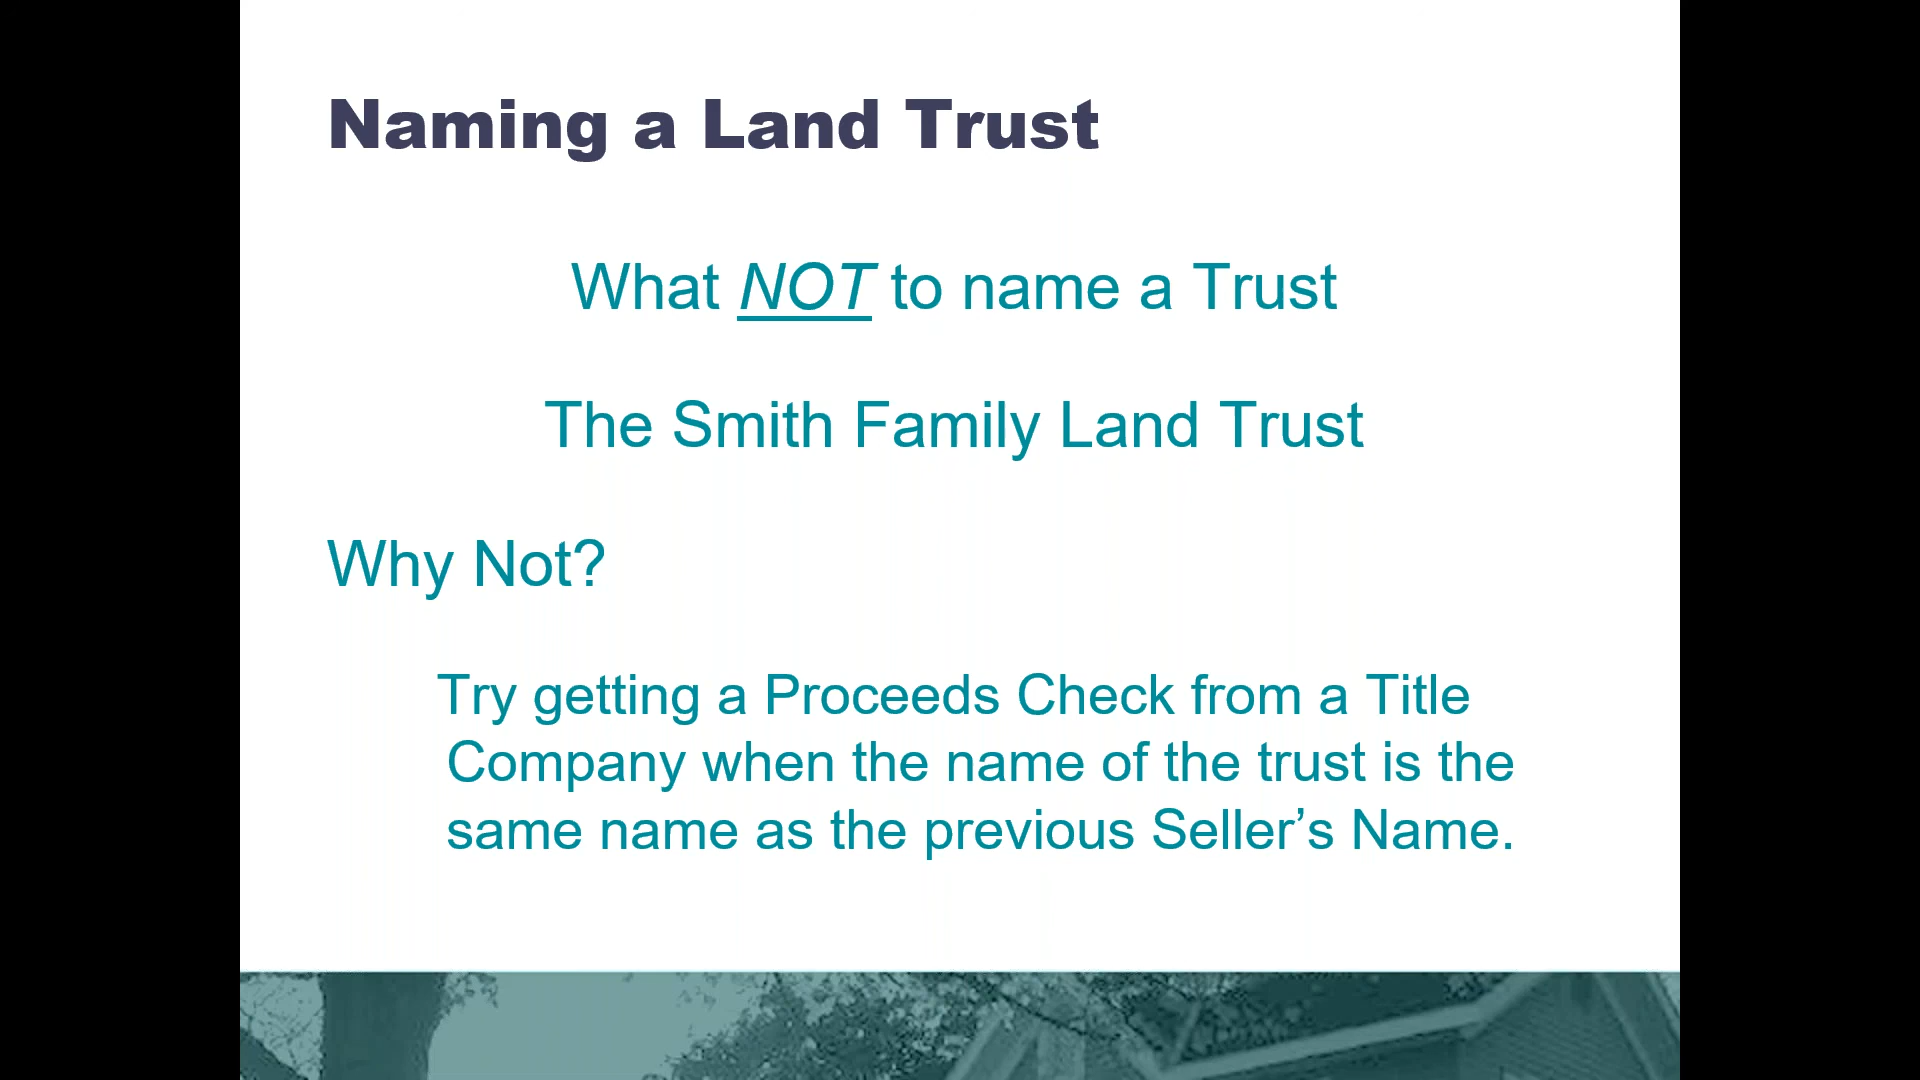 Naming a Land Trust
What NOT to name a Trust
The Smith Family Land Trust
Why Not?
Try getting a Proceeds Check from a Title
Company when the name of the trust is the
same name as the previous Seller’s Name.